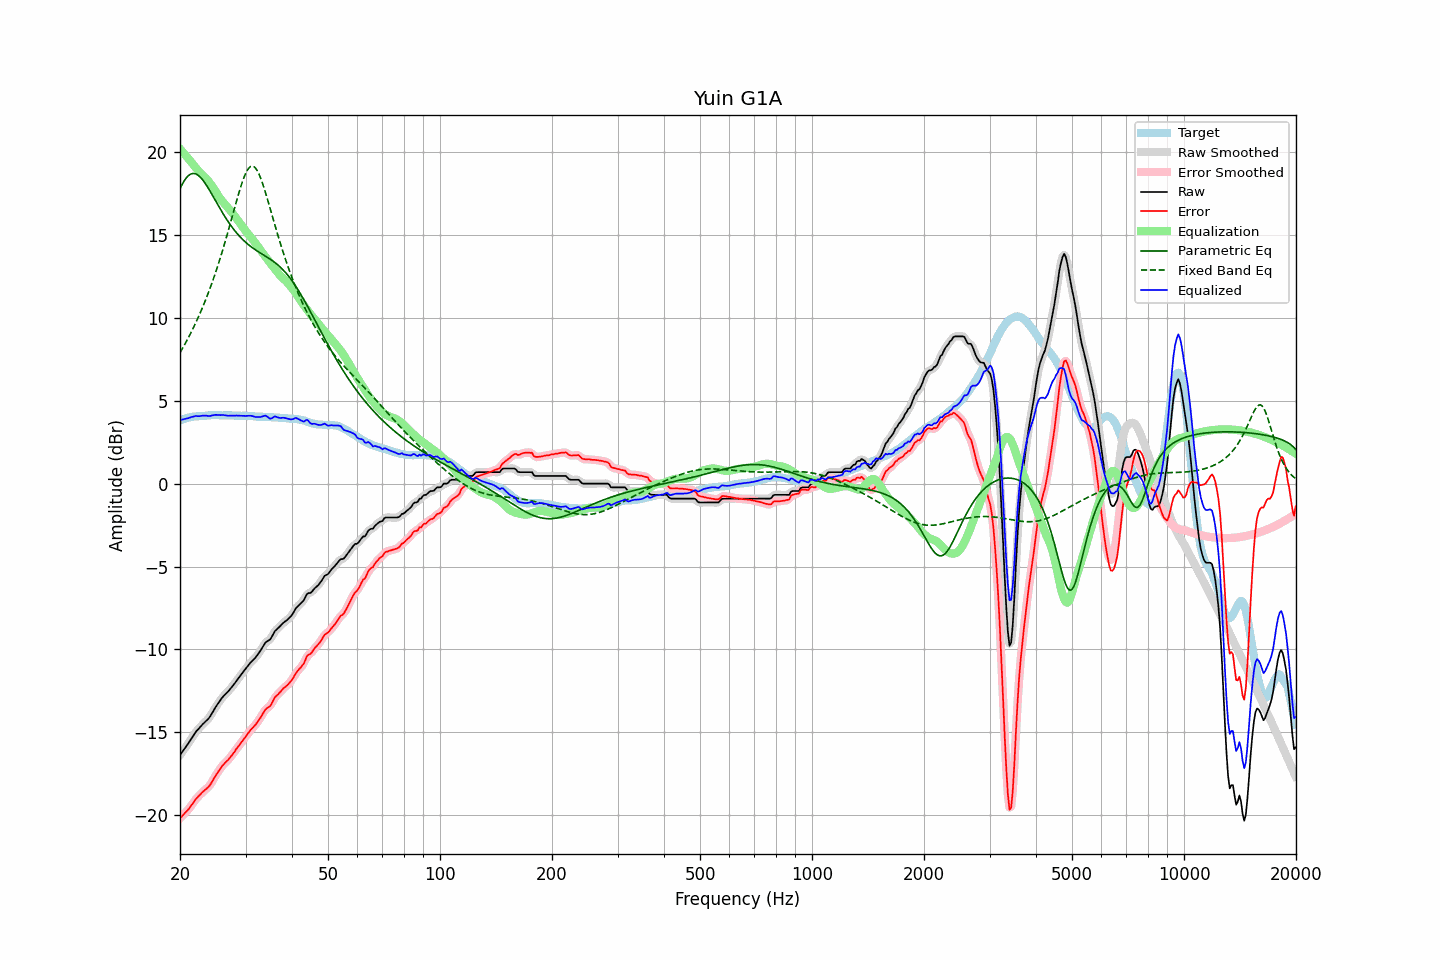 Yuin G1A
Target
Raw Smoothed
Error Smoothed
Raw
Error
Equalization
Parametric Eq
Fixed Band Eq
Equalized
Amplitude (dBr)
20
15
10
5
0
−5
−10
−15
−20
20 50 100 200 500 1000 2000 5000 10000 20000
Frequency (Hz)